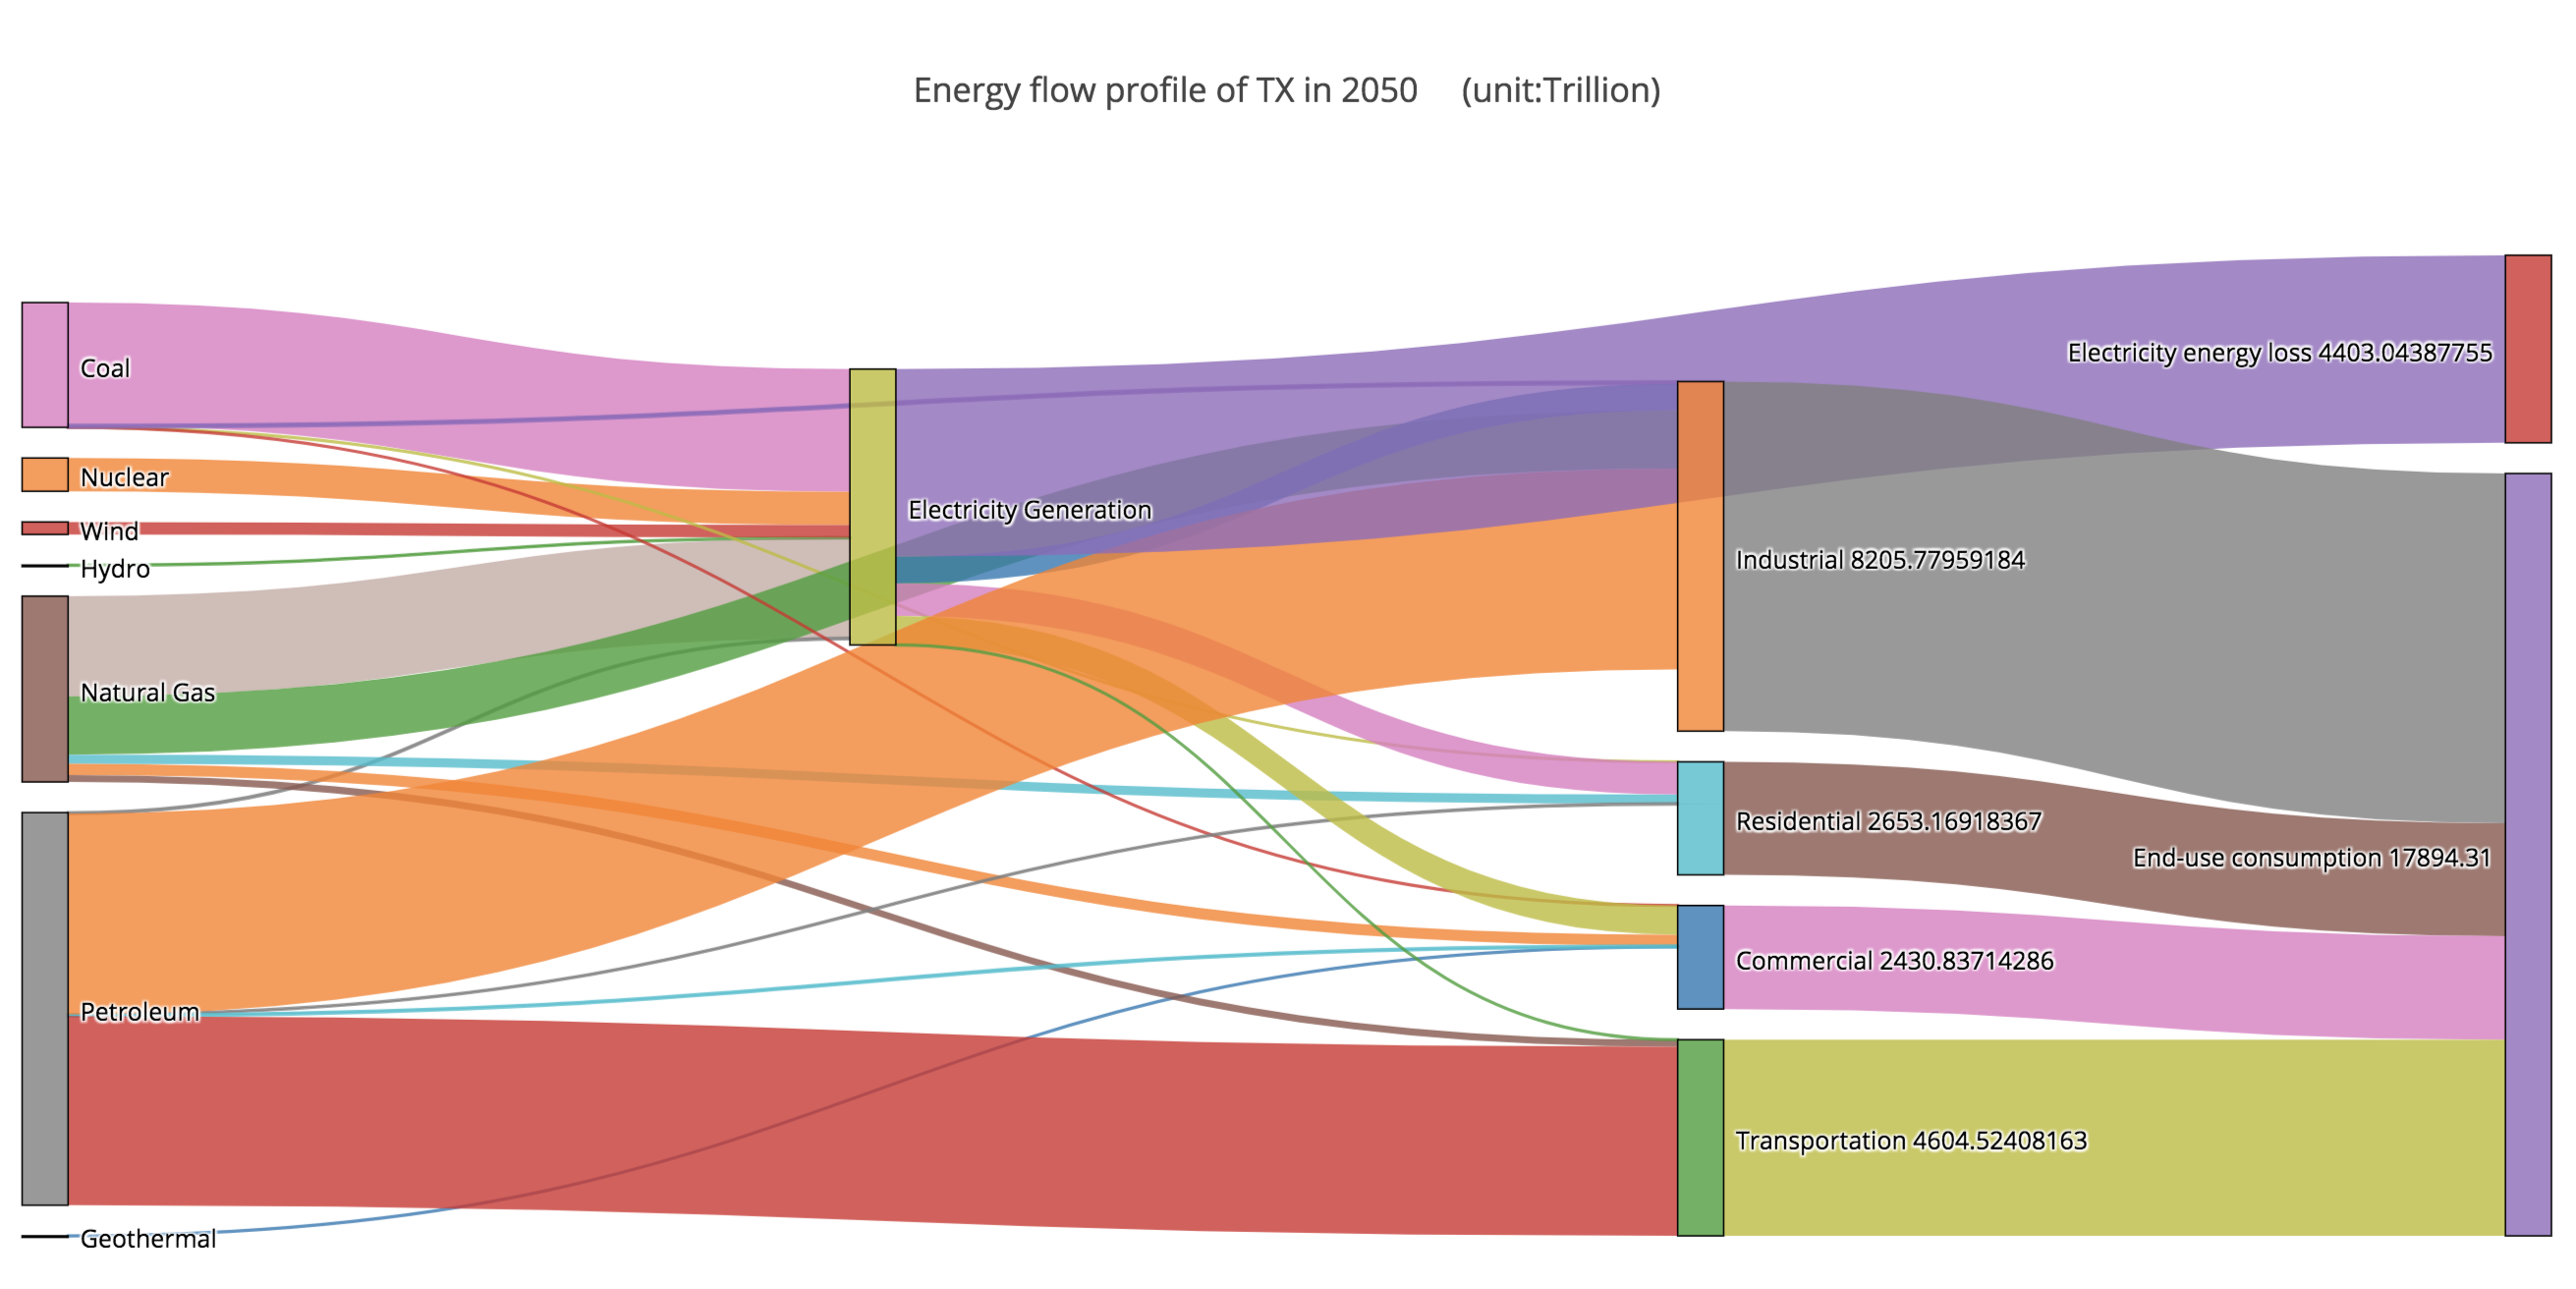 Energy flow profile of TX in 2050 (unit:Trillion)
Electricity energy loss 4403.04387755
Coal
Nuclear
Electricity Generation
Wind
Industrial 8205.77959184
Hydro
Natural Gas
Residential 2653.16918367
End-use consumption 17894.31
Commercial 2430.83714286
Petroleum
Transportation 4604.52408163
Geothermal